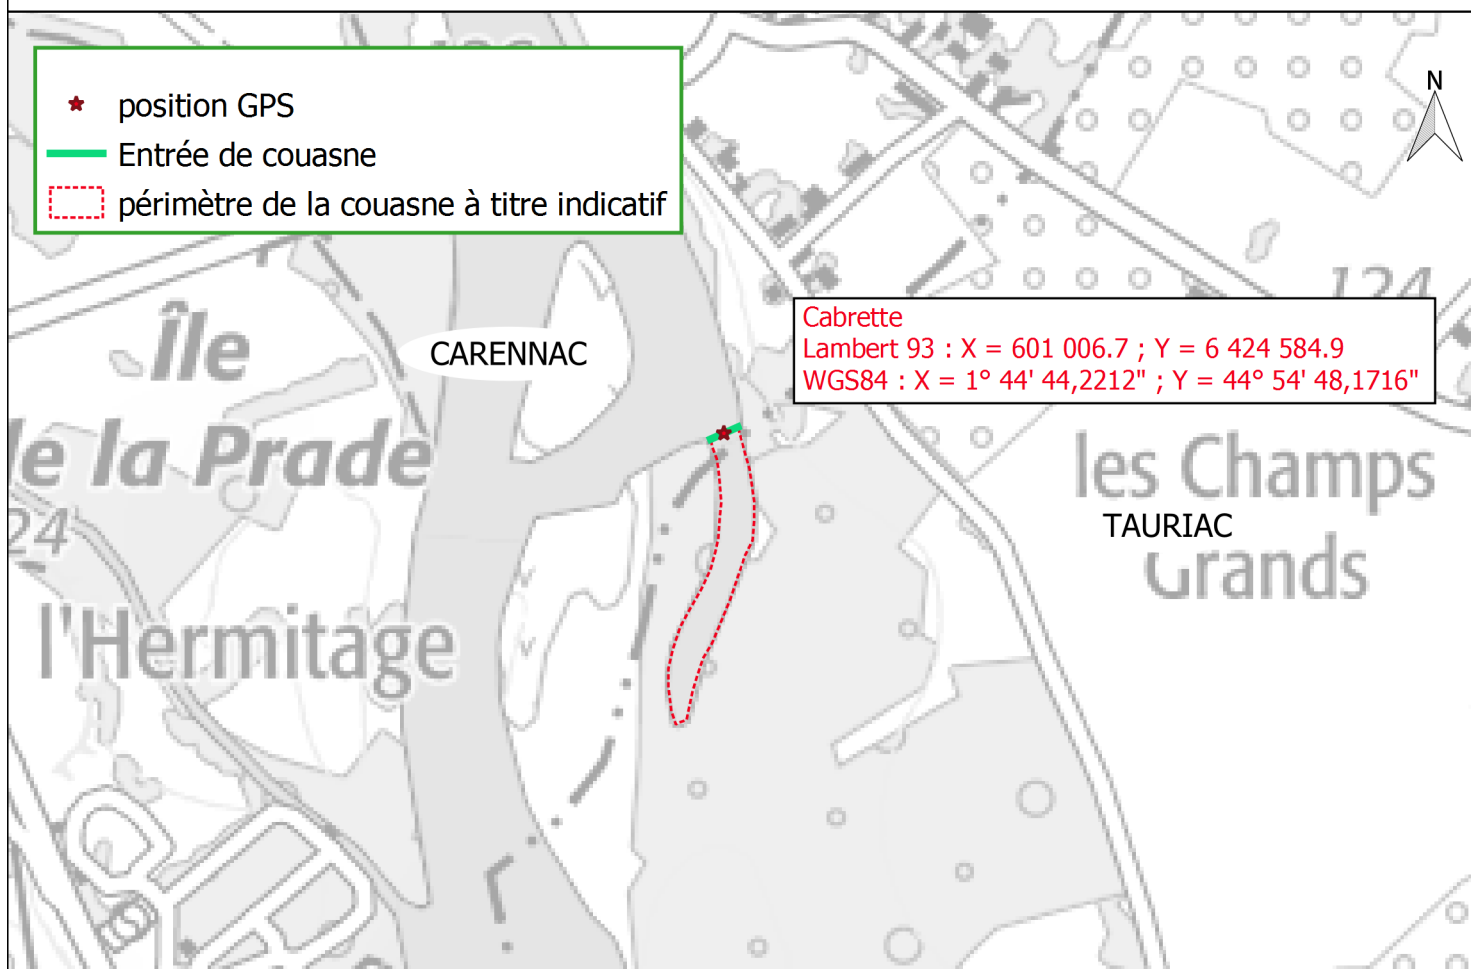 position GPS
Entrée de couasne
périmètre de la couasne à titre indicatif
N
124
Cabrette
Lambert 93 : X = 601 006.7 ; Y = 6 424 584.9
WGS84 : X = 1° 44' 44,2212" ; Y = 44° 54' 48,1716"
Île
CARENNAC
e la Prade
les Champs
TAURIAC
Grands
24
l'Hermitage